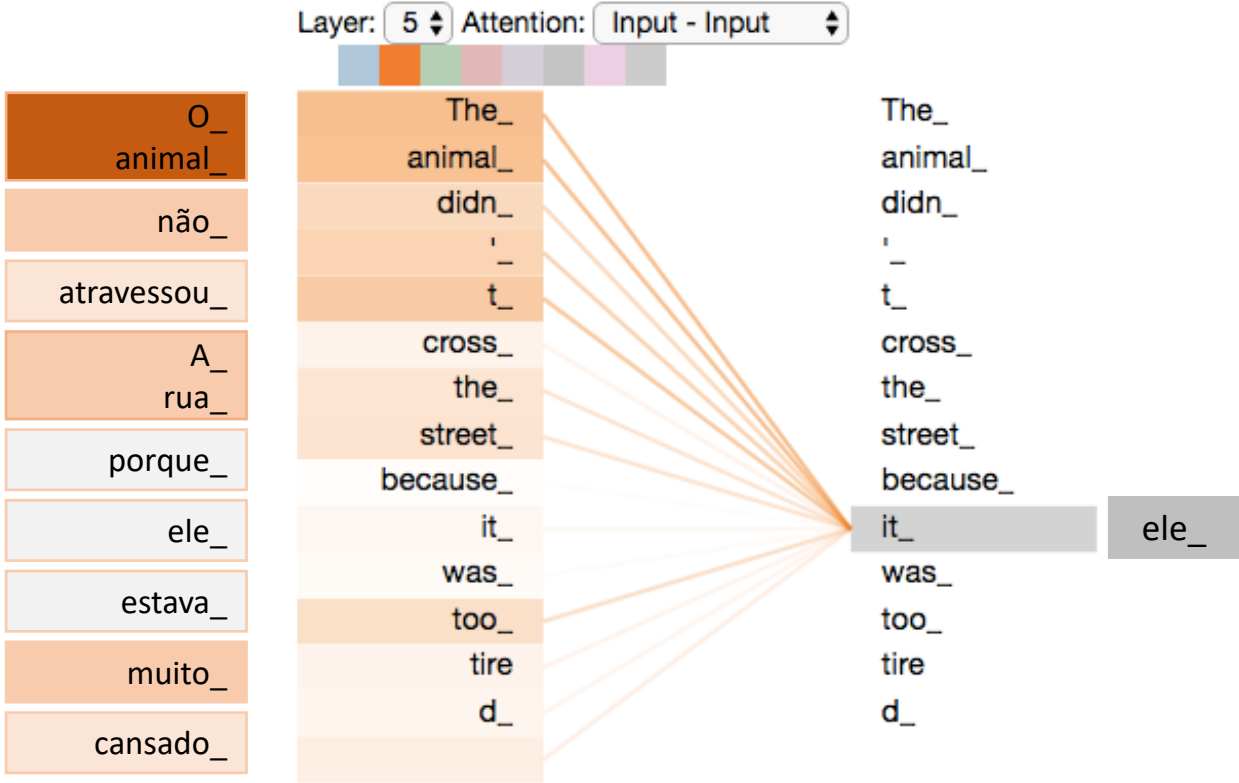 Layer: 5 Attention: Input - Input
O_
animal_
não_
atravessou_
A_
rua_
porque_
ele_
estava_
muito_
cansado_
The_
animal_
didn_
'_
t_
cross_
the_
street_
because_
it_
was_
too_
tire
d_
The_
animal_
didn_
'_
t_
cross_
the_
street_
because_
it_
was_
too_
tire
d_
ele_